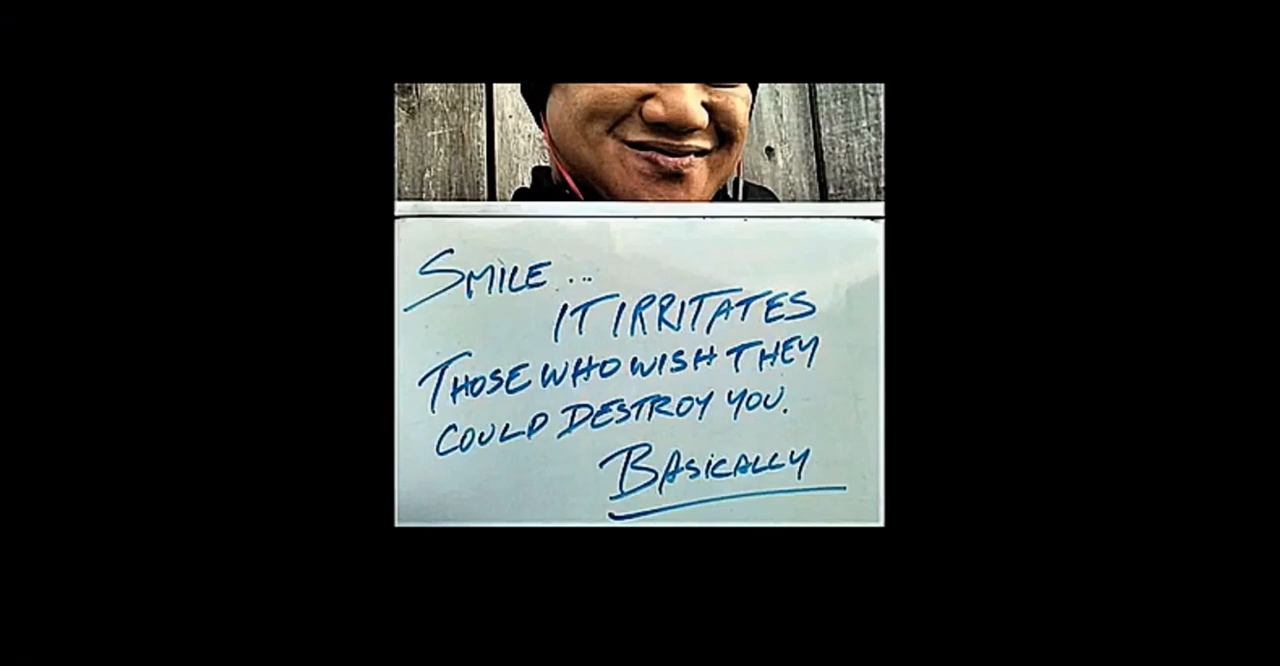 SMILE...
IT IRRITATES
THOSE WHO WISH THEY
COULD DESTROY YOU.
BASICALLY